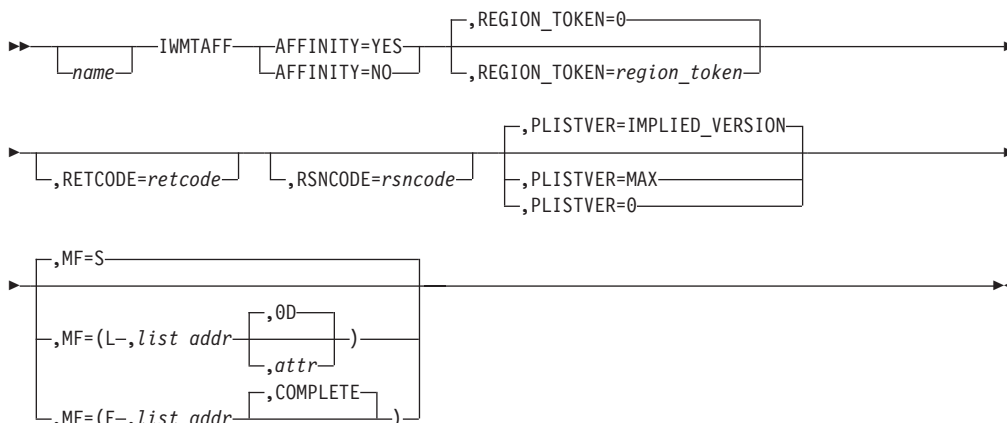 ,REGION_TOKEN=0
name IWMTAFF AFFINITY=YES
AFFINITY=NO ,REGION_TOKEN=region_token
,PLISTVER=IMPLIED_VERSION
,RETCODE=retcode ,RSNCODE=rsncode ,PLISTVER=MAX
,PLISTVER=0
,MF=S
,0D
,MF=(L ,list addr )
,attr
,COMPLETE
,MF=(E ,list addr )